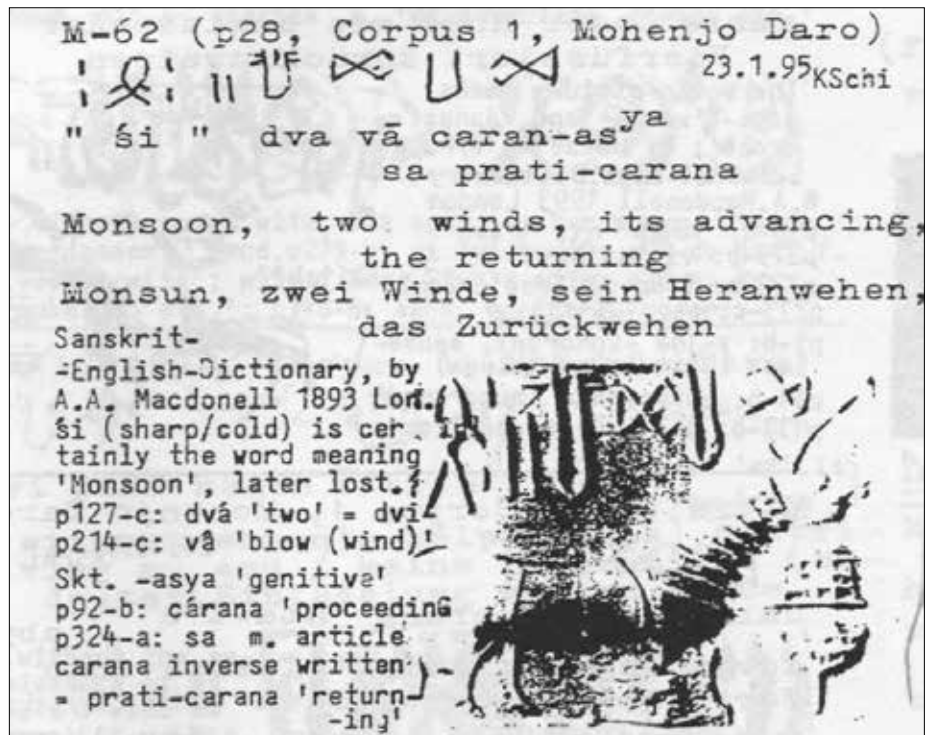 M-62 (p28, Corpus 1, Mohenjo Daro)
23.1.95 KSchi
" śi " dva vā caran-as ya
sa prati-carana
Monsoon, two winds, its advancing,
the returning
Monsun, zwei Winde, sein Heranwehen,
das Zurückwehen
Sanskrit-
-English-Dictionary, by
A.A. Macdonell 1893 Lon.
śi (sharp/cold) is cer
tainly the word meaning
'Monsoon', later lost.
p127-c: dvá 'two' = dvi
p214-c: vâ 'blow (wind)'
Skt. -asya 'genitive'
p92-b: cárana 'proceeding
p324-a: sa m. article
carana inverse written
= prati-carana 'return-
-ing'